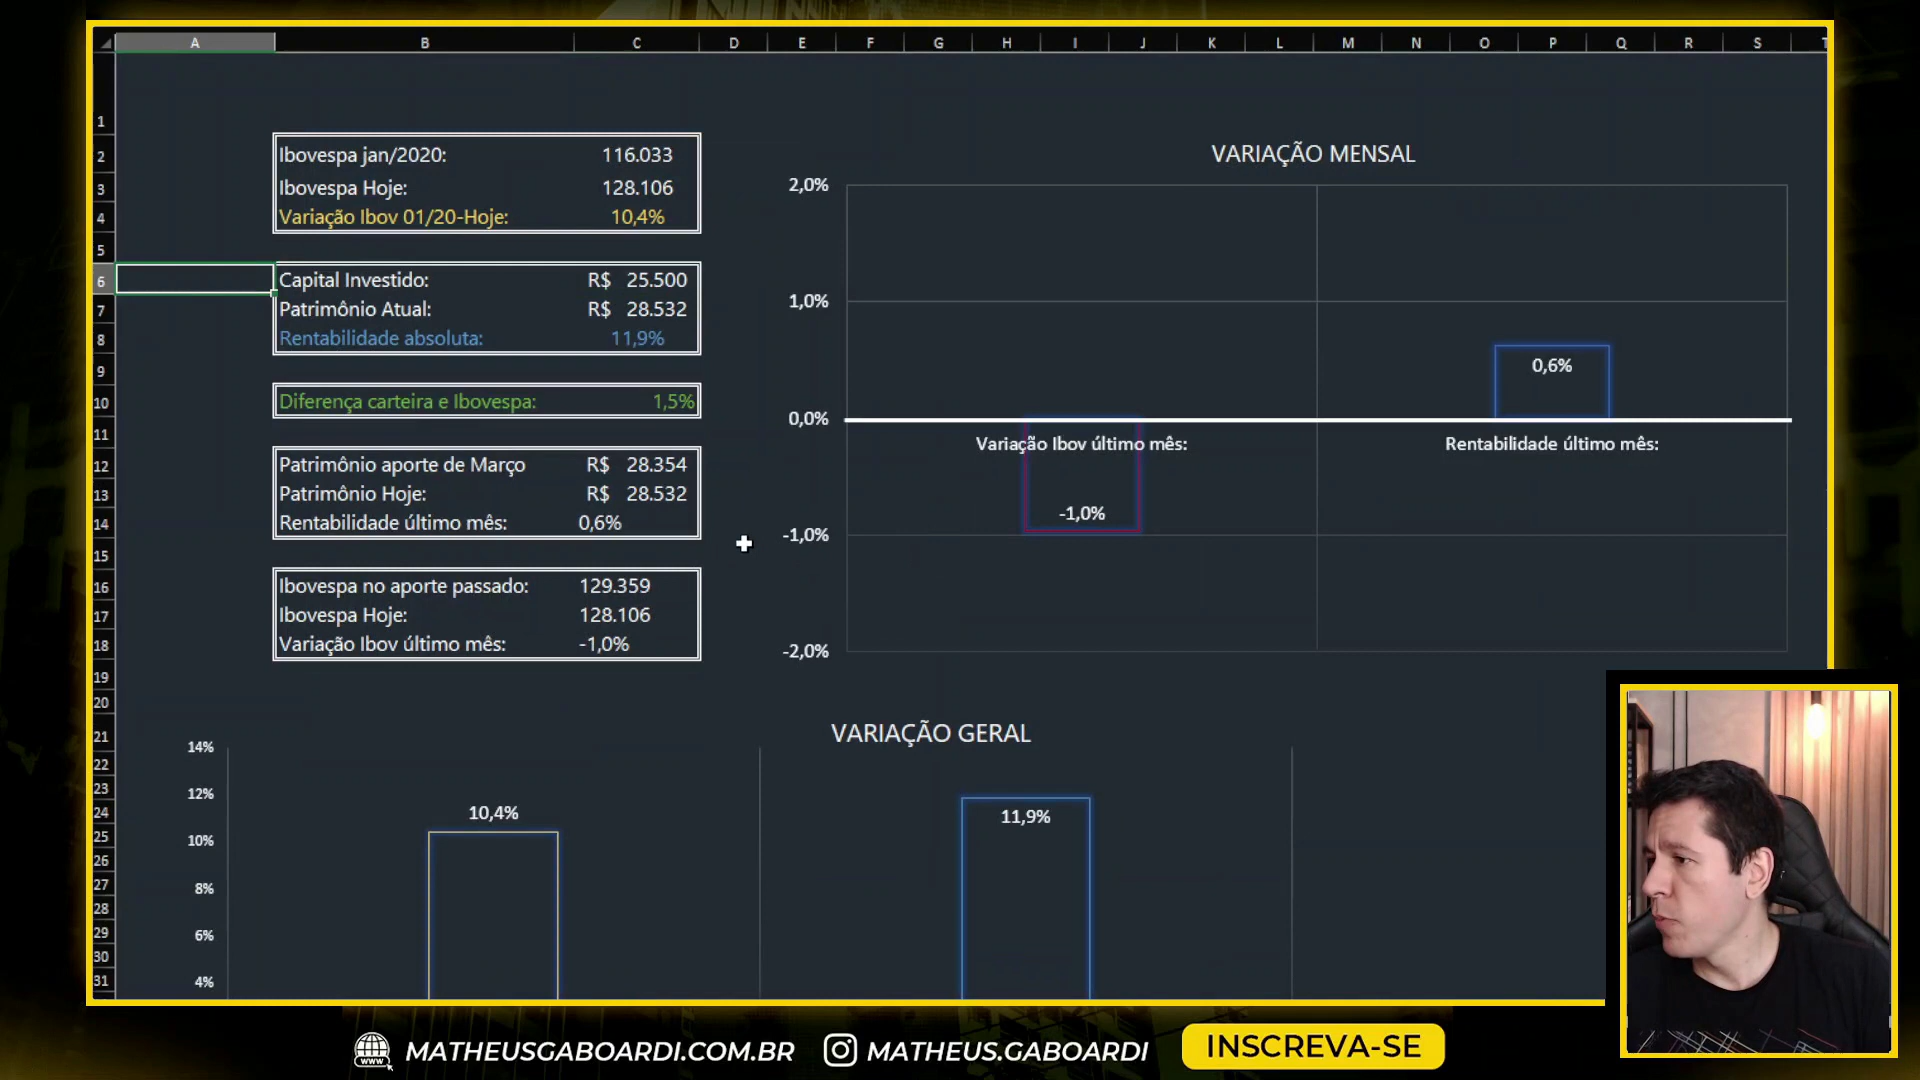 A B C D E F G H I J K L M N O P Q R S T
1
2 Ibovespa jan/2020: 116.033
3 Ibovespa Hoje: 128.106
4 Variação Ibov 01/20-Hoje: 10,4%
5
6 Capital Investido: R$ 25.500
7 Patrimônio Atual: R$ 28.532
8 Rentabilidade absoluta: 11,9%
9
10 Diferença carteira e Ibovespa: 1,5%
11
12 Patrimônio aporte de Março R$ 28.354
13 Patrimônio Hoje: R$ 28.532
14 Rentabilidade último mês: 0,6%
15
16 Ibovespa no aporte passado: 129.359
17 Ibovespa Hoje: 128.106
18 Variação Ibov último mês: -1,0%
19
20
21
22
23
24
25
26
27
28
29
30
31
VARIAÇÃO MENSAL
2,0%
1,0%
0,6%
0,0%
Variação Ibov último mês: Rentabilidade último mês:
-1,0%
-1,0%
-2,0%
VARIAÇÃO GERAL
14%
12%
10,4% 11,9%
10%
8%
6%
4%
WWW MATHEUSGABOARDI.COM.BR MATHEUS.GABOARDI INSCREVA-SE